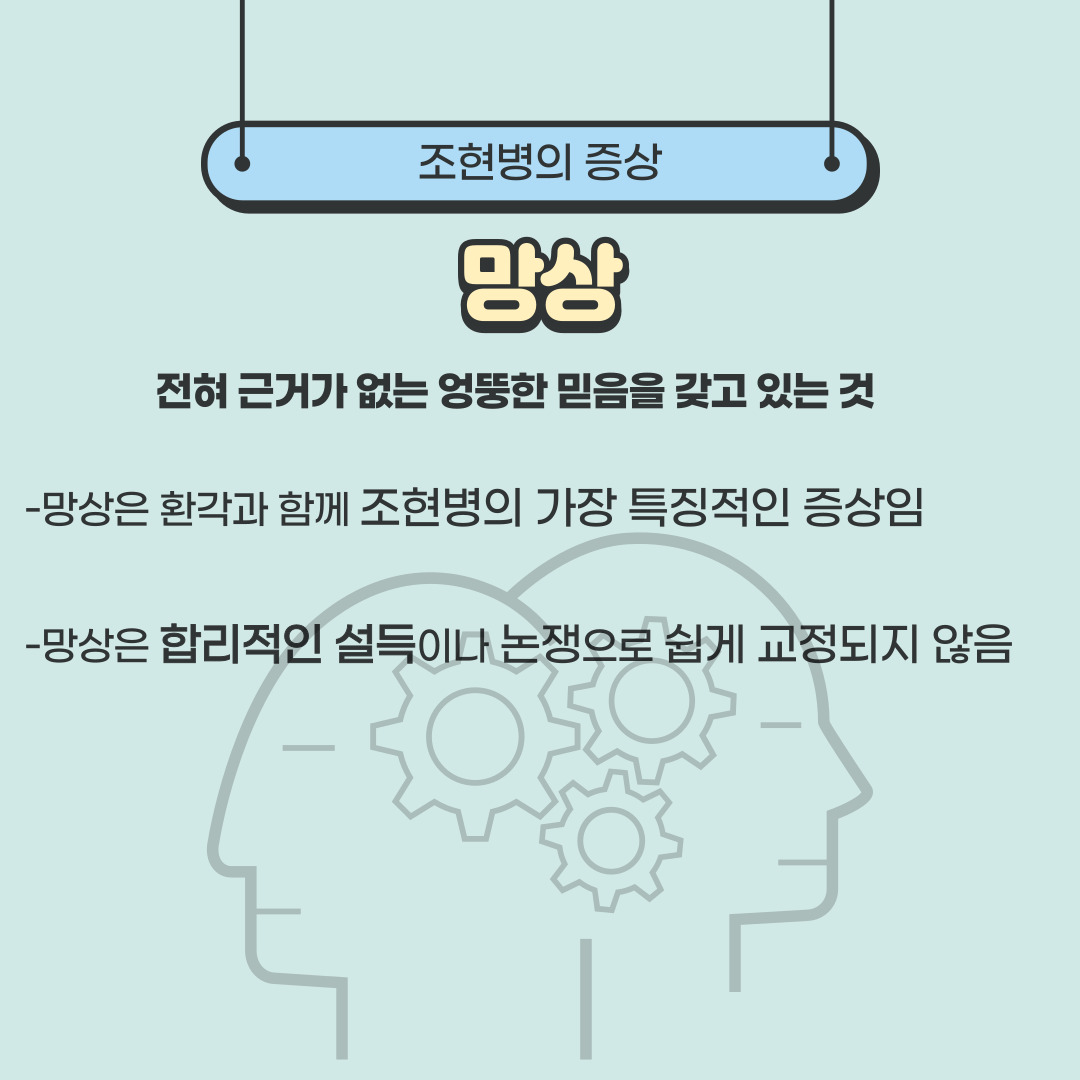 조현병의 증상
망상
전혀 근거가 없는 엉뚱한 믿음을 갖고 있는 것
-망상은 환각과 함께 조현병의 가장 특징적인 증상임
-망상은 합리적인 설득이나 논쟁으로 쉽게 교정되지 않음